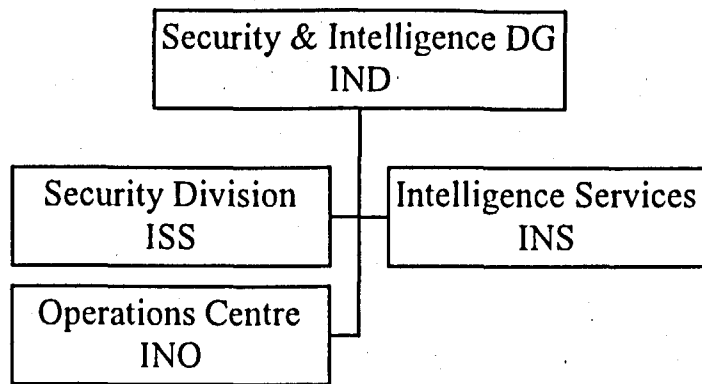 Security & Intelligence DG
IND
Security Division
ISS
Intelligence Services
INS
Operations Centre
INO